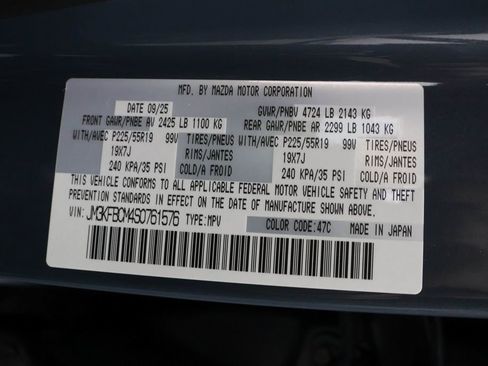 MFD. BY MAZDA MOTOR CORPORATION
DATE 09/25 GVWR/PNBV 4724 LB 2143 KG
FRONT GAWR/PNBE AV 2425 LB 1100 KG REAR GAWR/PNBE AR 2299 LB 1043 KG
WITH/AVEC P225/55R19 99V TIRES/PNEUS WITH/AVEC P225/55R19 99V TIRES/PNEUS
19X7J RIMS/JANTES 19X7J RIMS/JANTES
240 KPA/35 PSI COLD/A FROID 240 KPA/35 PSI COLD/A FROID
THIS VEHICLE CONFORMS TO ALL APPLICABLE FEDERAL MOTOR VEHICLE SAFETY AND THEFT
PREVENTION STANDARDS IN EFFECT ON THE DATE OF MANUFACTURE SHOWN ABOVE.
VIN: JM3KFBCM4S0761576 TYPE: MPV COLOR CODE: 47C MADE IN JAPAN